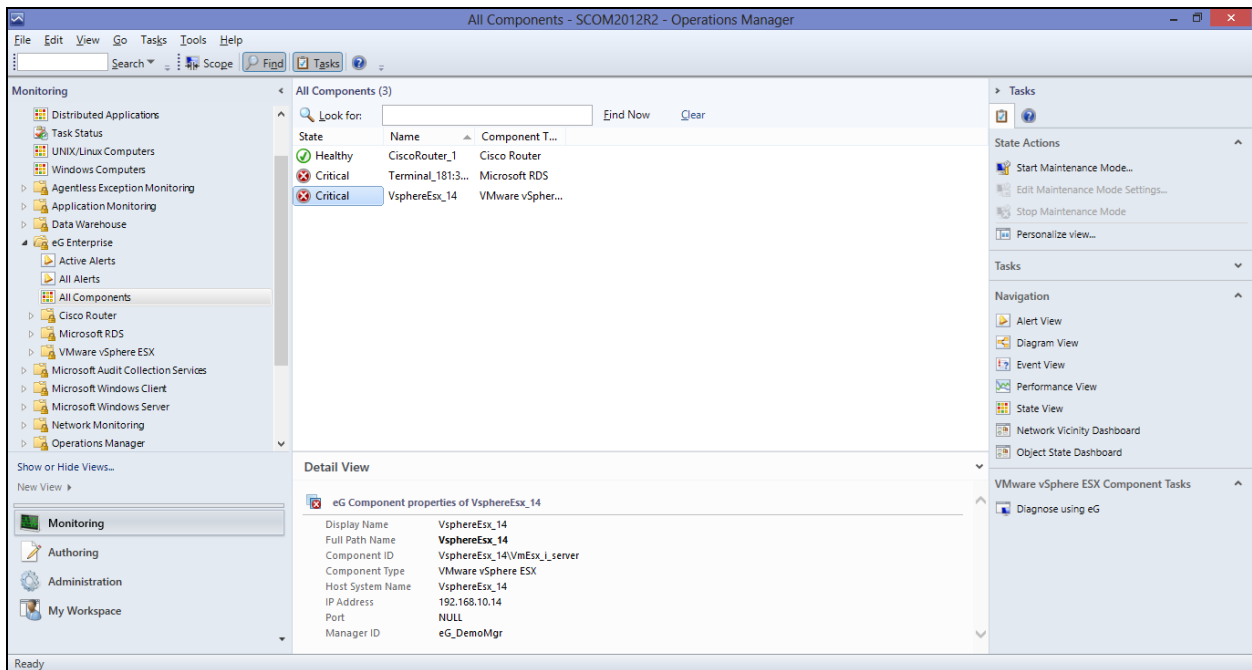 All Components - SCOM2012R2 - Operations Manager
File Edit View Go Tasks Tools Help
Search Scope Find Tasks
Monitoring
Distributed Applications
Task Status
UNIX/Linux Computers
Windows Computers
Agentless Exception Monitoring
Application Monitoring
Data Warehouse
eG Enterprise
Active Alerts
All Alerts
All Components
Cisco Router
Microsoft RDS
VMware vSphere ESX
Microsoft Audit Collection Services
Microsoft Windows Client
Microsoft Windows Server
Network Monitoring
Operations Manager
Show or Hide Views...
New View
Monitoring
Authoring
Administration
My Workspace
All Components (3)
Look for: Find Now Clear
State Name Component T...
Healthy CiscoRouter_1 Cisco Router
Critical Terminal_181:3... Microsoft RDS
Critical VsphereEsx_14 VMware vSpher...
Detail View
eG Component properties of VsphereEsx_14
Display Name VsphereEsx_14
Full Path Name VsphereEsx_14
Component ID VsphereEsx_14\VmEsx_i_server
Component Type VMware vSphere ESX
Host System Name VsphereEsx_14
IP Address 192.168.10.14
Port NULL
Manager ID eG_DemoMgr
Tasks
State Actions
Start Maintenance Mode...
Edit Maintenance Mode Settings...
Stop Maintenance Mode
Personalize view...
Tasks
Navigation
Alert View
Diagram View
Event View
Performance View
State View
Network Vicinity Dashboard
Object State Dashboard
VMware vSphere ESX Component Tasks
Diagnose using eG
Ready